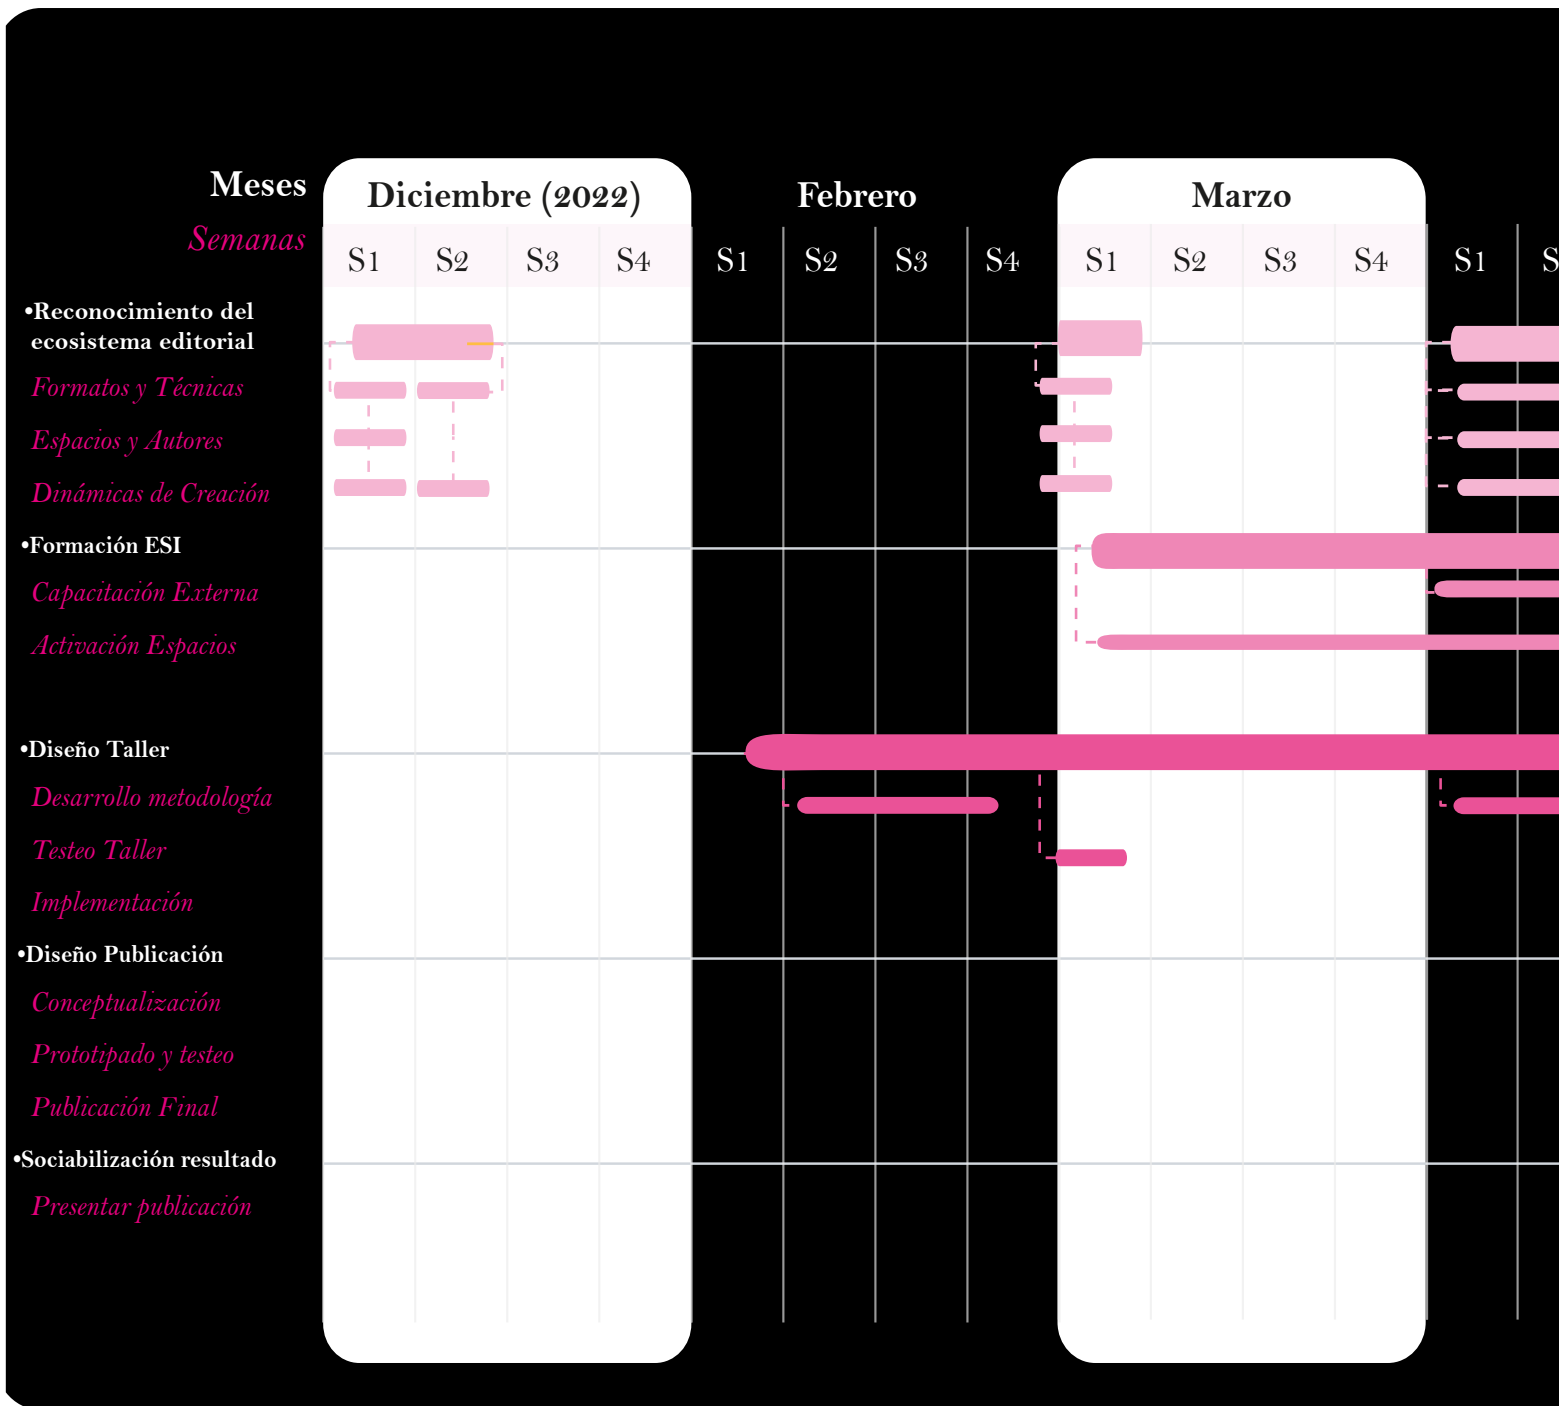 Meses
Diciembre (2022)
Febrero
Marzo
Semanas
S1 S2 S3 S4 S1 S2 S3 S4 S1 S2 S3 S4 S1 S
•Reconocimiento del
ecosistema editorial
Formatos y Técnicas
Espacios y Autores
Dinámicas de Creación
•Formación ESI
Capacitación Externa
Activación Espacios
•Diseño Taller
Desarrollo metodología
Testeo Taller
Implementación
•Diseño Publicación
Conceptualización
Prototipado y testeo
Publicación Final
•Sociabilización resultado
Presentar publicación